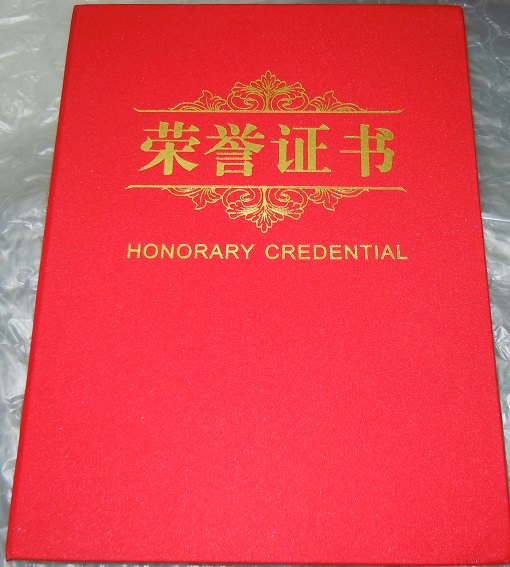 荣誉证书
HONORARY CREDENTIAL